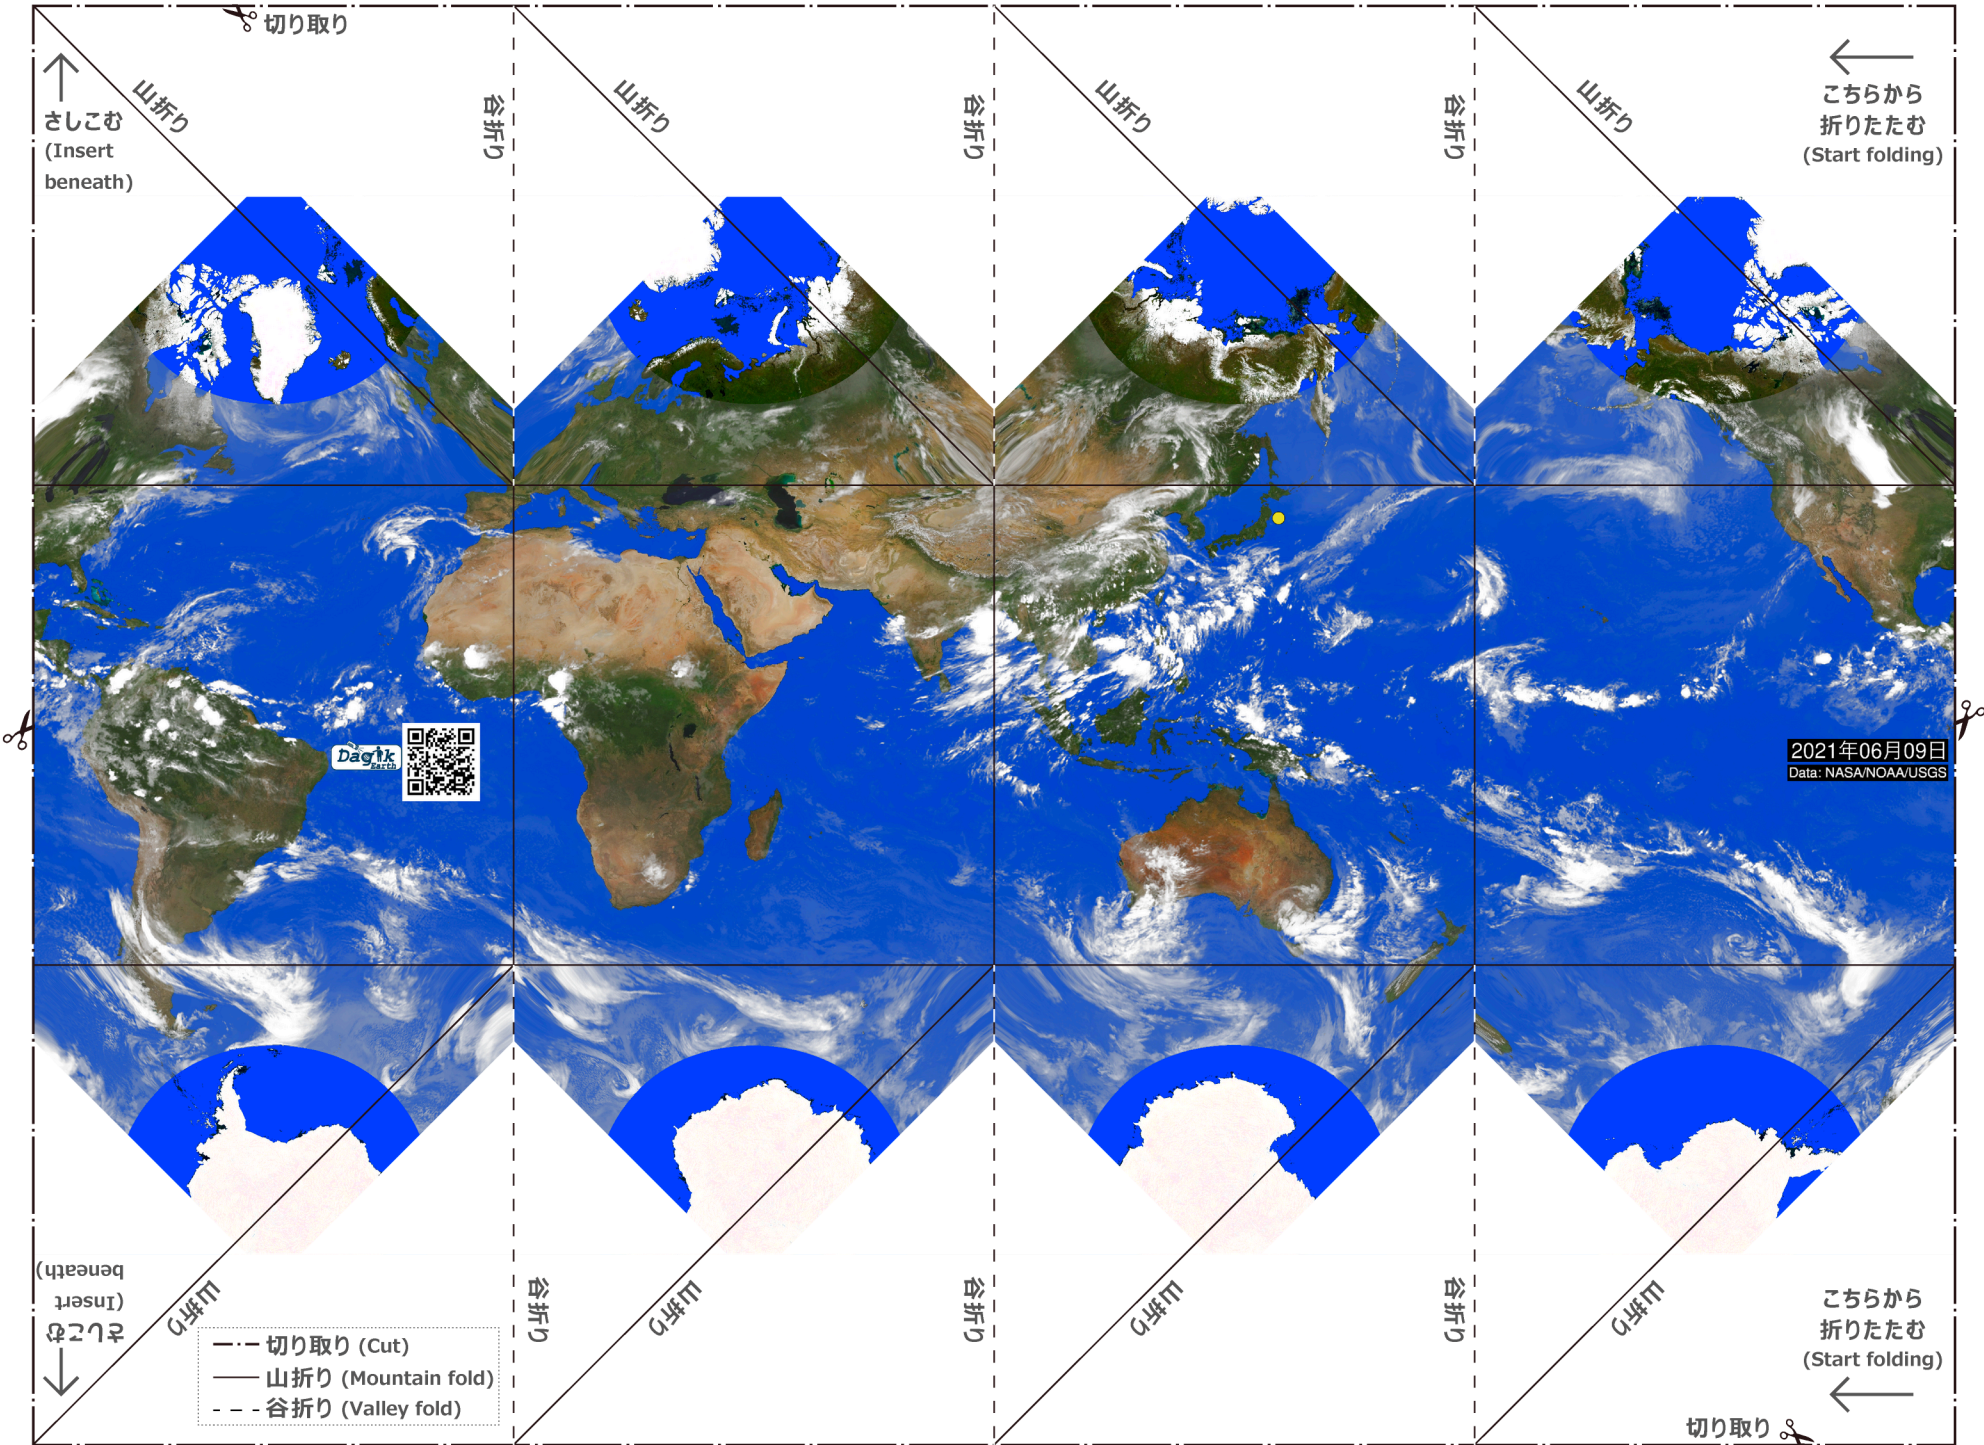 切り取り
山折り
谷折り
山折り
谷折り
山折り
谷折り
山折り
さしこむ
(Insert
beneath)
こちらから
折りたたむ
(Start folding)
Dagik
Earth
2021年06月09日
Data: NASA/NOAA/USGS
さしこむ
(Insert
beneath)
山折り
谷折り
山折り
谷折り
山折り
谷折り
山折り
切り取り (Cut)
山折り (Mountain fold)
谷折り (Valley fold)
こちらから
折りたたむ
(Start folding)
切り取り